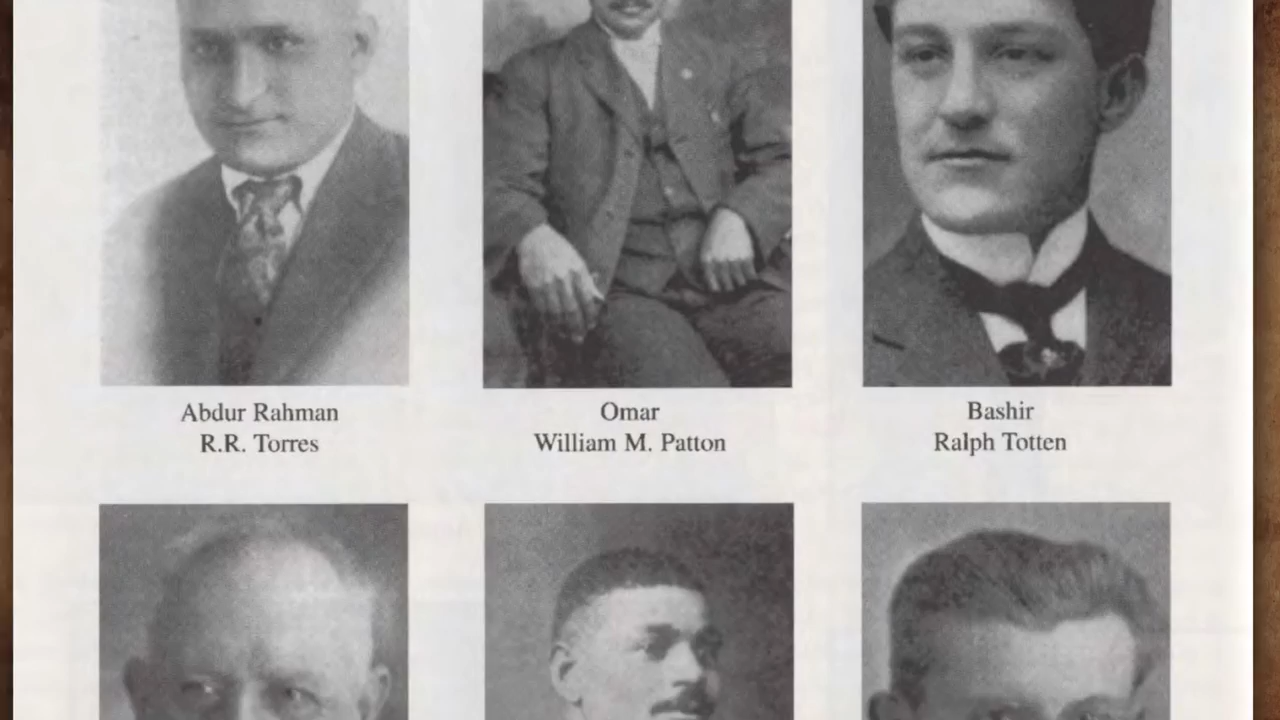 Abdur Rahman
R.R. Torres
Omar
William M. Patton
Bashir
Ralph Totten